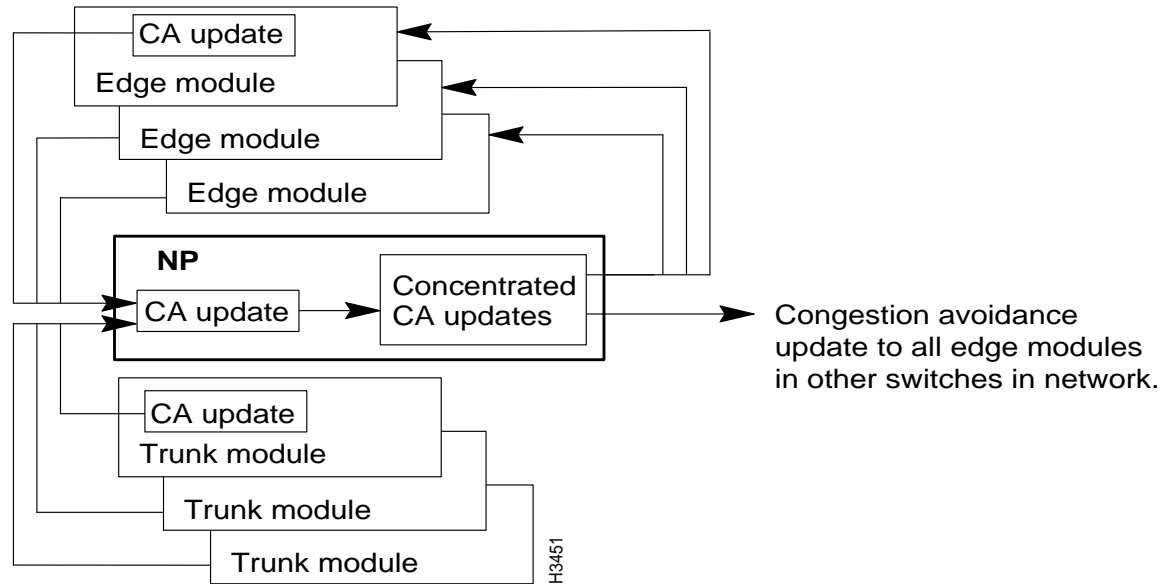 CA update
Edge module
Edge module
Edge module
NP
CA update
Concentrated
CA updates
Congestion avoidance
update to all edge modules
in other switches in network.
CA update
Trunk module
Trunk module
Trunk module
H3451